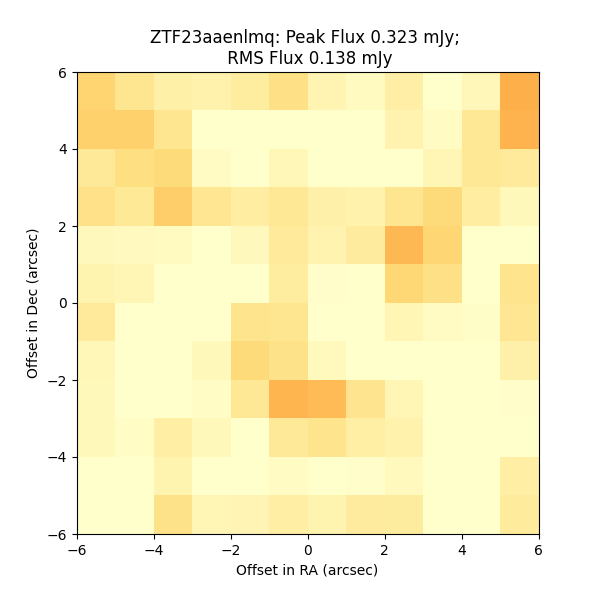 ZTF23aaenlmq: Peak Flux 0.323 mJy;
RMS Flux 0.138 mJy
6
4
2
0
−2
−4
−6
Offset in Dec (arcsec)
−6 −4 −2 0 2 4 6
Offset in RA (arcsec)